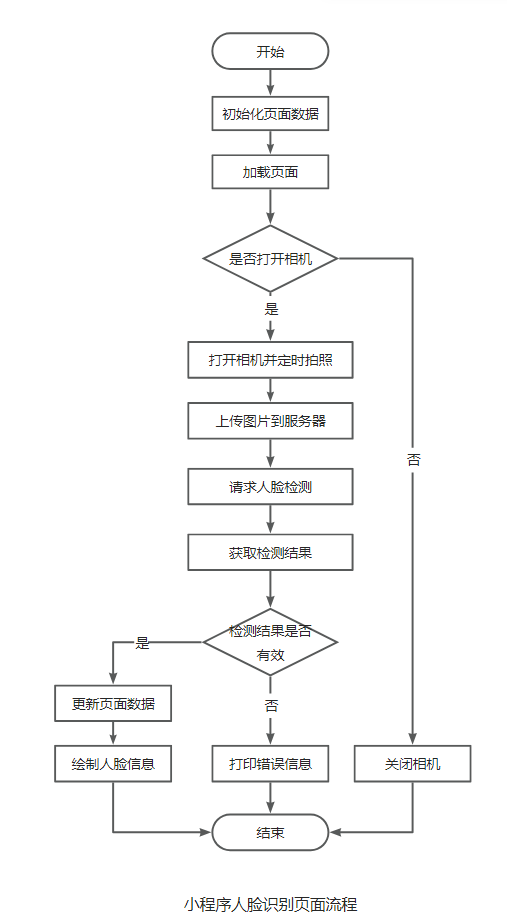 开始
初始化页面数据
加载页面
是否打开相机
是
打开相机并定时拍照
上传图片到服务器
否
请求人脸检测
获取检测结果
检测结果是否
有效
是
否
更新页面数据
绘制人脸信息
打印错误信息
关闭相机
结束
小程序人脸识别页面流程